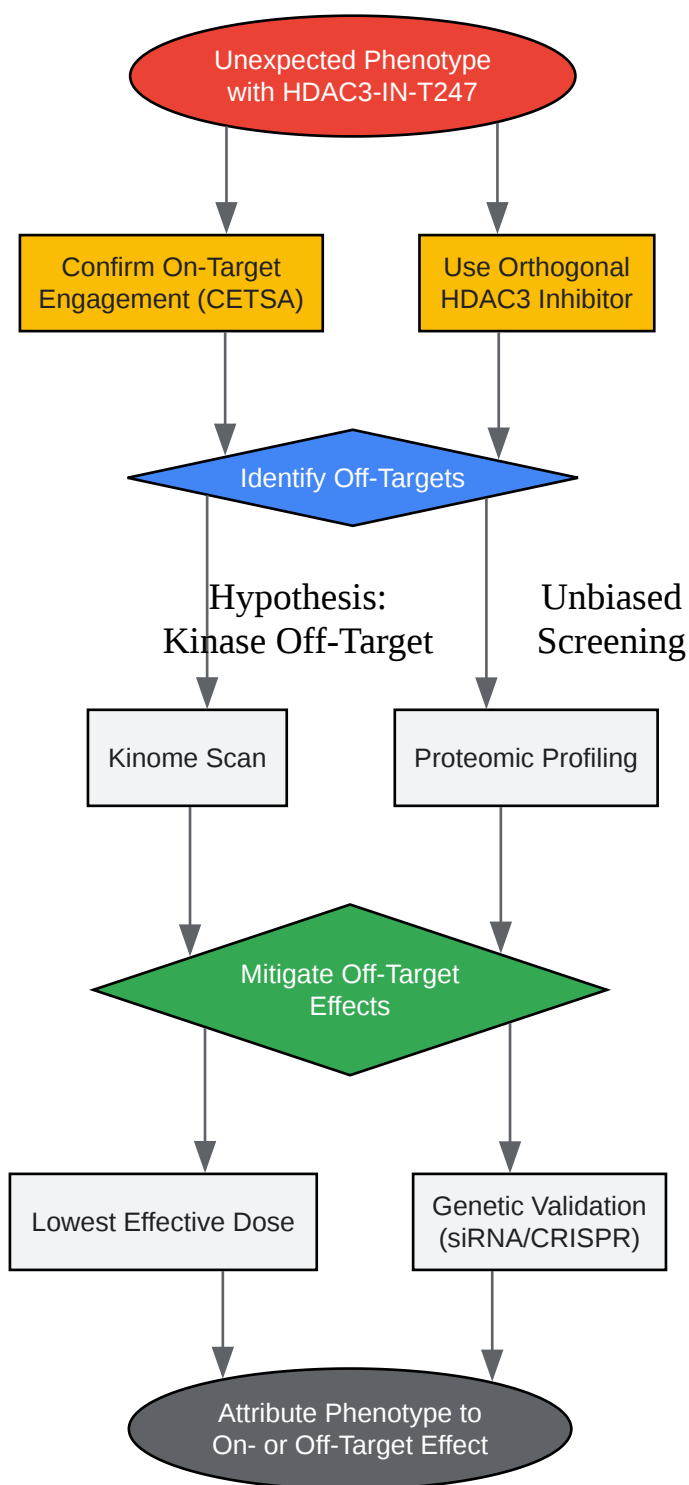 Unexpected Phenotype
with HDAC3-IN-T247
Confirm On-Target
Engagement (CETSA)
Use Orthogonal
HDAC3 Inhibitor
Identify Off-Targets
Hypothesis:
Kinase Off-Target
Unbiased
Screening
Kinome Scan
Proteomic Profiling
Mitigate Off-Target
Effects
Lowest Effective Dose
Genetic Validation
(siRNA/CRISPR)
Attribute Phenotype to
On- or Off-Target Effect